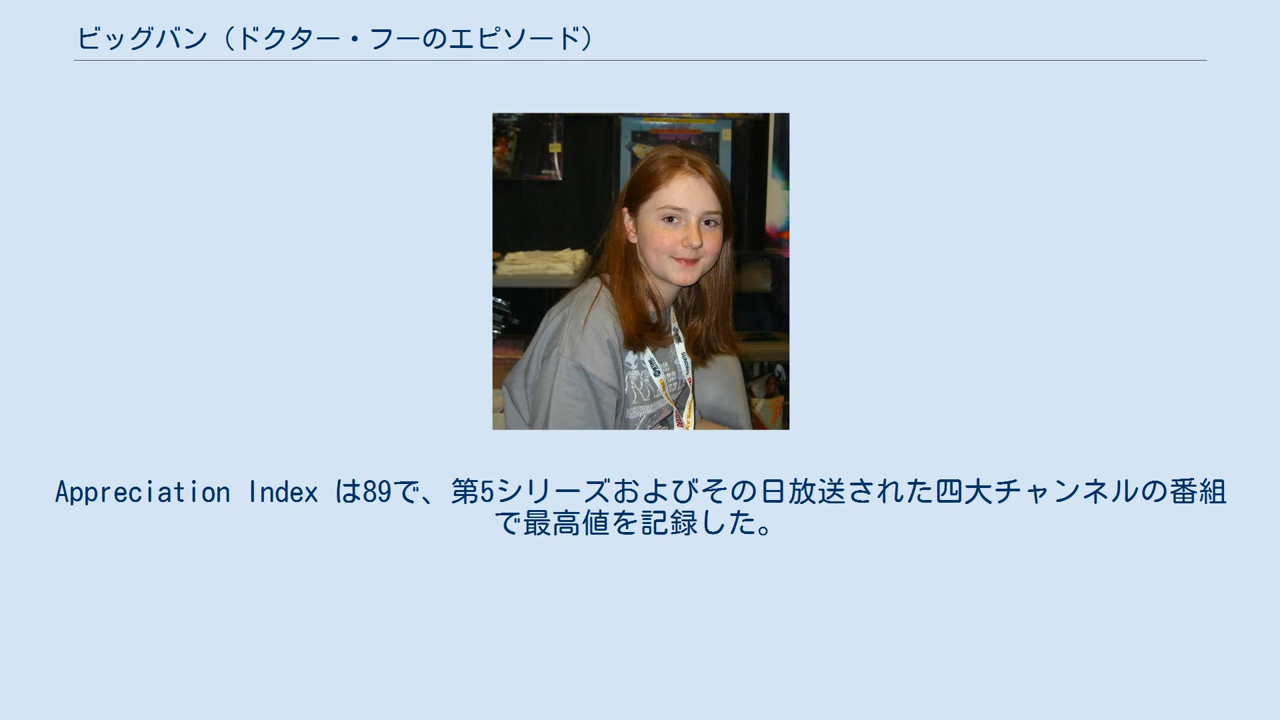 ビッグバン（ドクター・フーのエピソード）
Appreciation Index は89で、第5シリーズおよびその日放送された四大チャンネルの番組
で最高値を記録した。